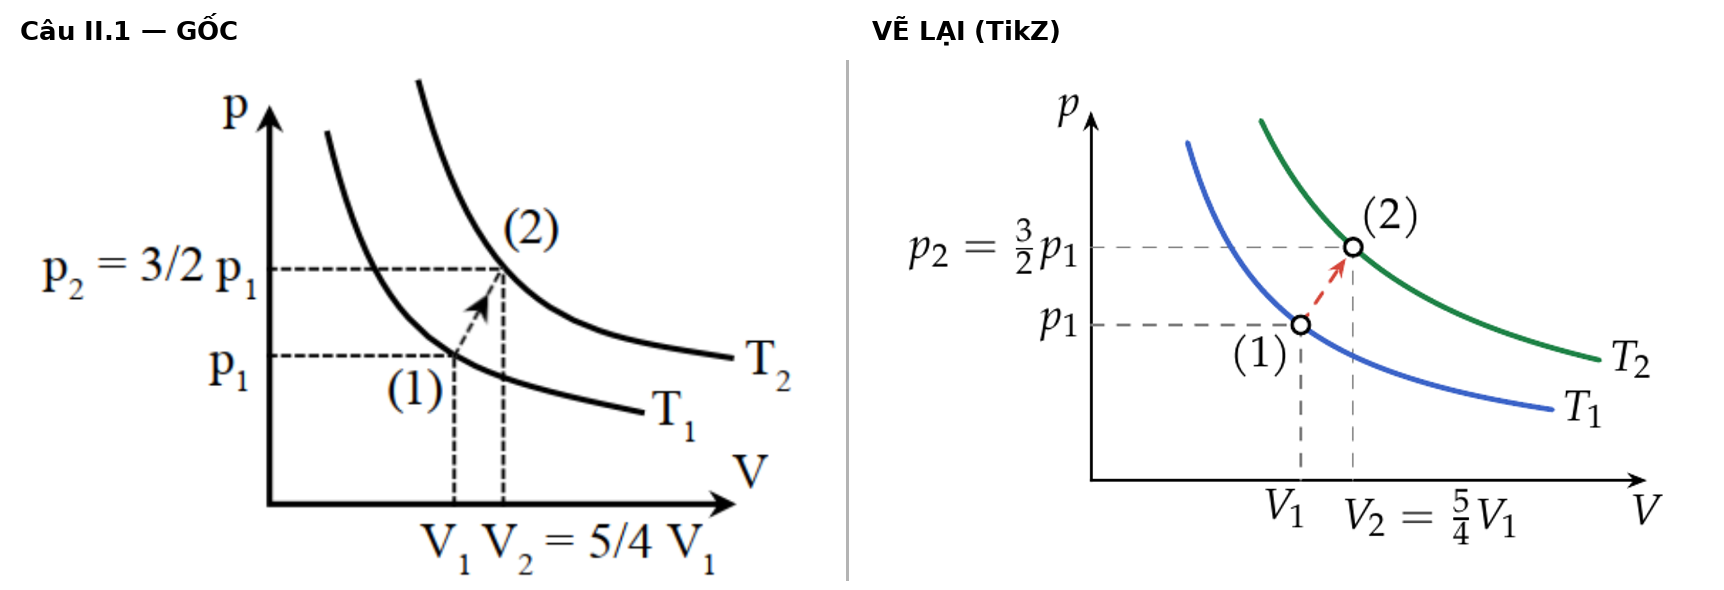 Câu II.1 — GỐC
p
(2)
p₂ = 3/2 p₁
p₁
(1)
T₂
T₁
V
V₁ V₂ = 5/4 V₁
VẼ LẠI (TikZ)
p
(2)
p₂ = 3/2 p₁
p₁
(1)
T₂
T₁
V₁ V₂ = 5/4 V₁ V